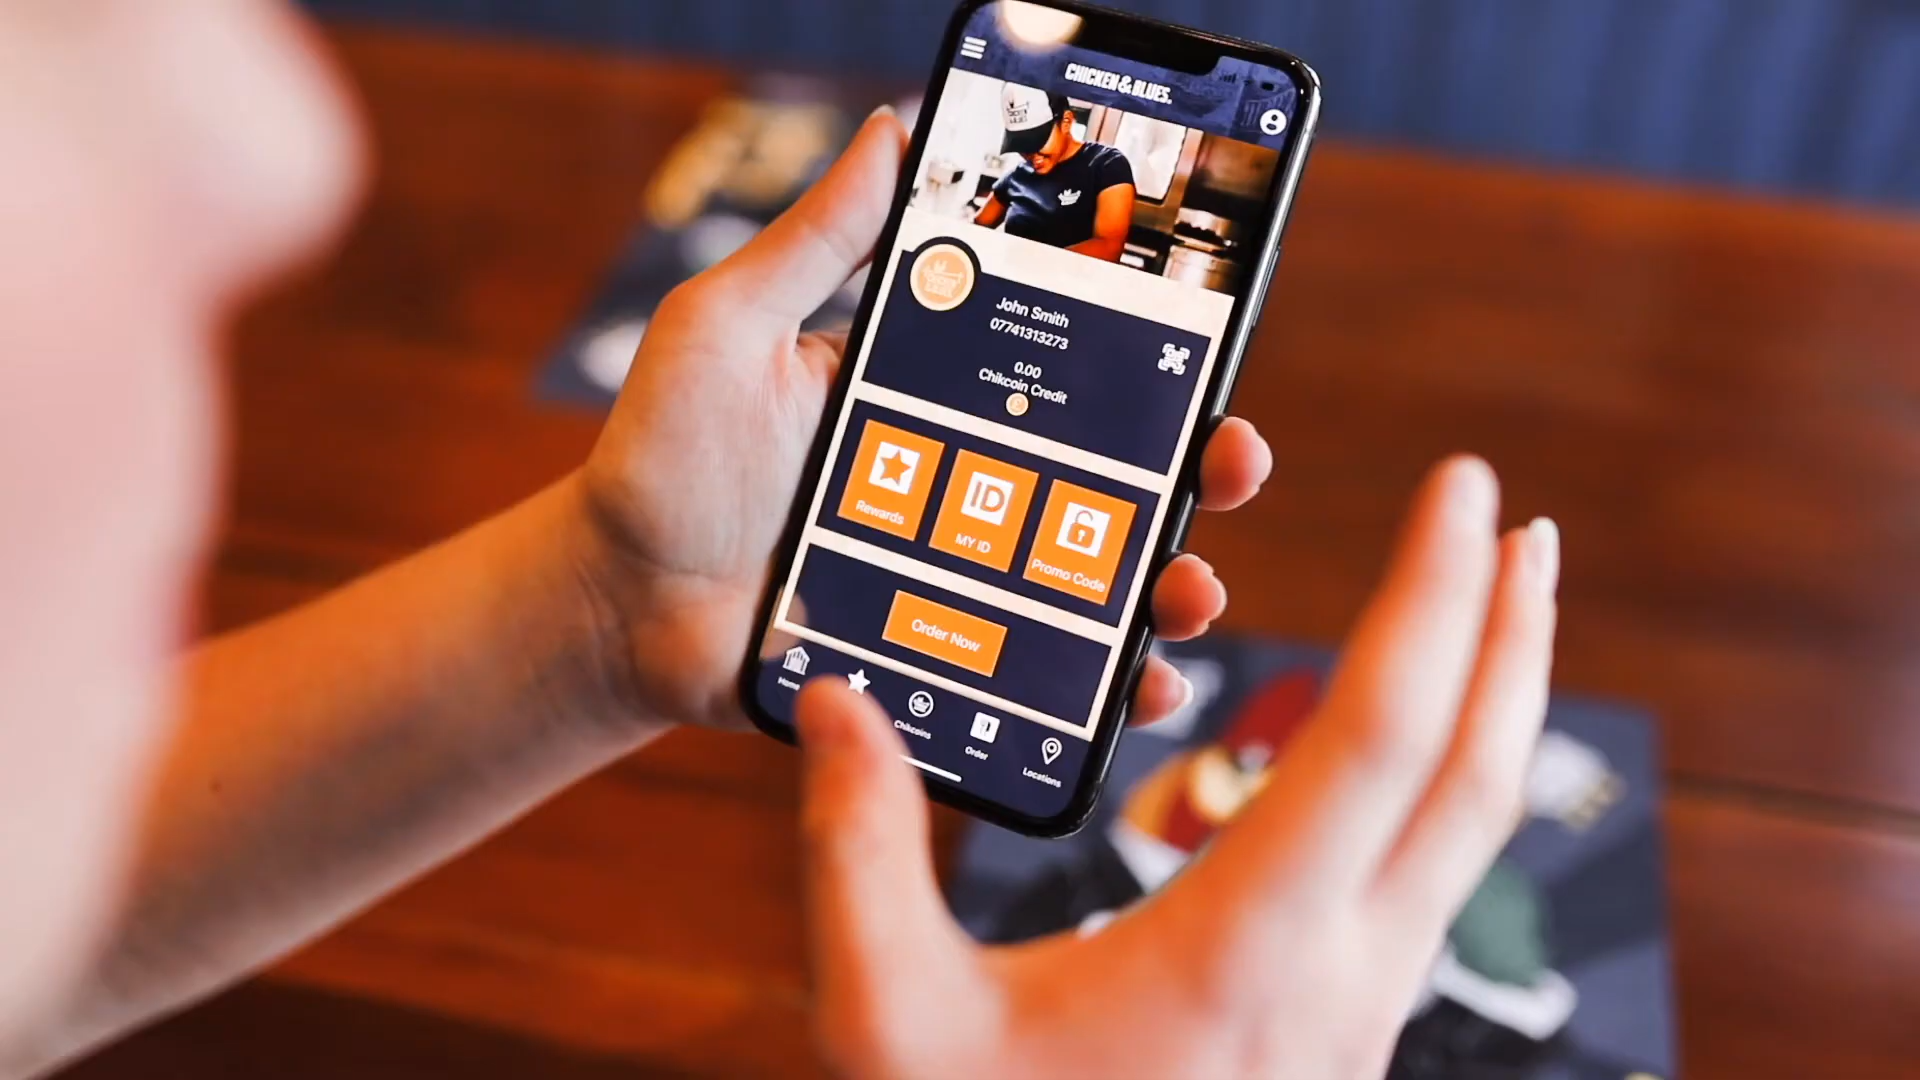 CHICKEN & BLUES
John Smith
07741313273
0.00
Chikcoin Credit
Rewards
MY ID
Promo Code
Order Now
Home
Chikcoins
Order
Locations